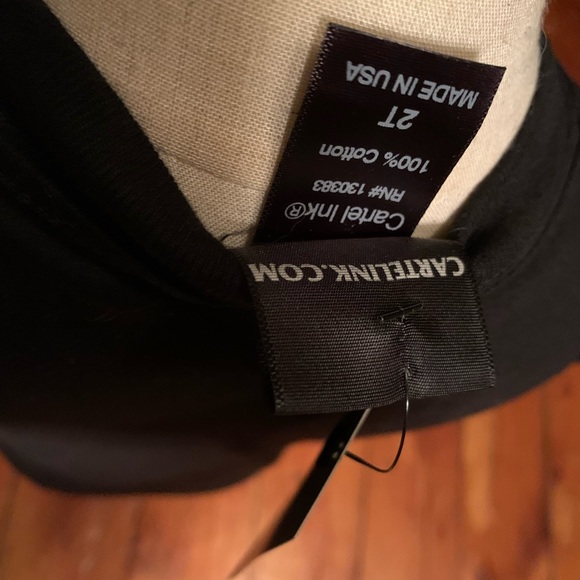 Cartel Ink®
RN# 130383
100% Cotton
2T
MADE IN USA
CARTELINK.COM